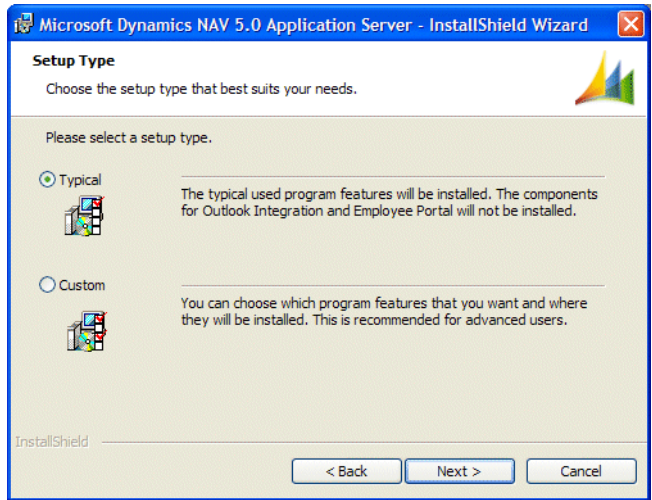 Microsoft Dynamics NAV 5.0 Application Server - InstallShield Wizard
Setup Type
Choose the setup type that best suits your needs.
Please select a setup type.
Typical
The typical used program features will be installed. The components
for Outlook Integration and Employee Portal will not be installed.
Custom
You can choose which program features that you want and where
they will be installed. This is recommended for advanced users.
InstallShield
< Back
Next >
Cancel